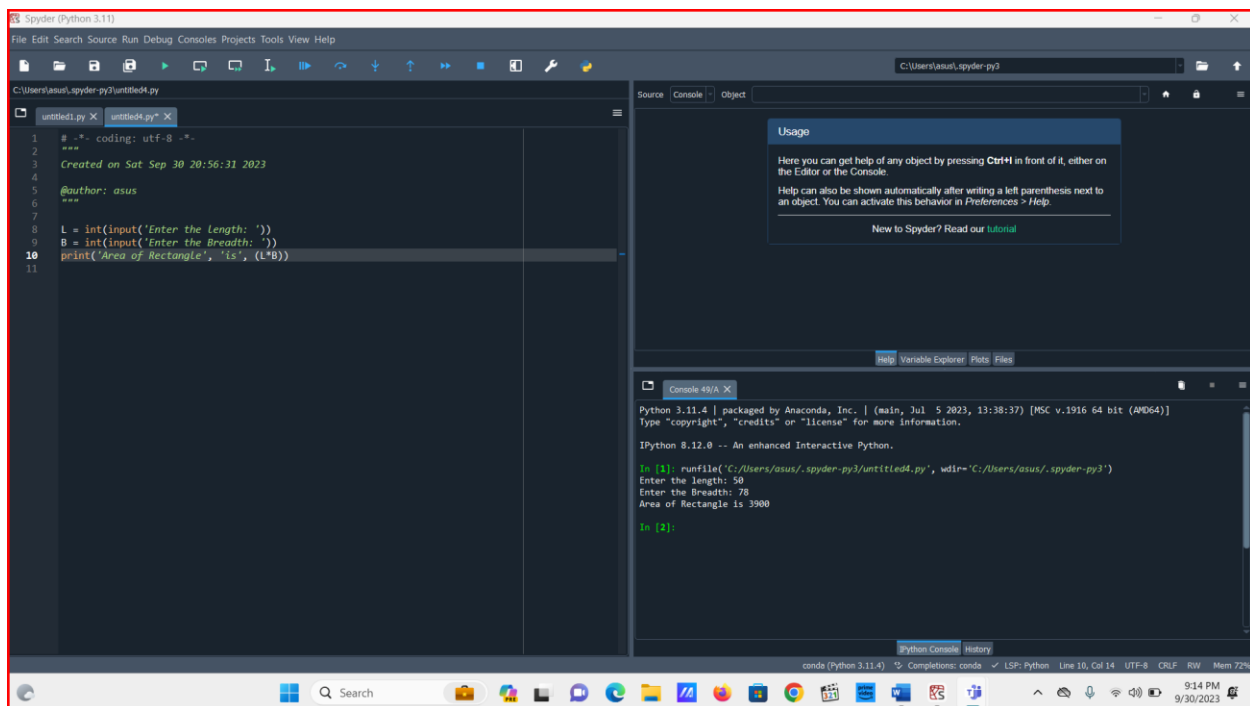 Spyder (Python 3.11)
File Edit Search Source Run Debug Consoles Projects Tools View Help
C:\Users\asus\.spyder-py3
C:\Users\asus\.spyder-py3\untitled4.py
untitled1.py untitled4.py*
1 # -*- coding: utf-8 -*-
2 """
3 Created on Sat Sep 30 20:56:31 2023
4
5 @author: asus
6 """
7
8 L = int(input('Enter the length: '))
9 B = int(input('Enter the Breadth: '))
10 print('Area of Rectangle', 'is', (L*B))
11
Source Console Object
Usage
Here you can get help of any object by pressing Ctrl+I in front of it, either on
the Editor or the Console.
Help can also be shown automatically after writing a left parenthesis next to
an object. You can activate this behavior in Preferences > Help.
New to Spyder? Read our tutorial
Help Variable Explorer Plots Files
Console 49/A
Python 3.11.4 | packaged by Anaconda, Inc. | (main, Jul  5 2023, 13:38:37) [MSC v.1916 64 bit (AMD64)]
Type "copyright", "credits" or "license" for more information.
IPython 8.12.0 -- An enhanced Interactive Python.
In [1]: runfile('C:/Users/asus/.spyder-py3/untitled4.py', wdir='C:/Users/asus/.spyder-py3')
Enter the length: 50
Enter the Breadth: 78
Area of Rectangle is 3900
In [2]:
IPython Console History
conda (Python 3.11.4) Completions: conda LSP: Python Line 10, Col 14 UTF-8 CRLF RW Mem 72%
Search
9:14 PM
9/30/2023